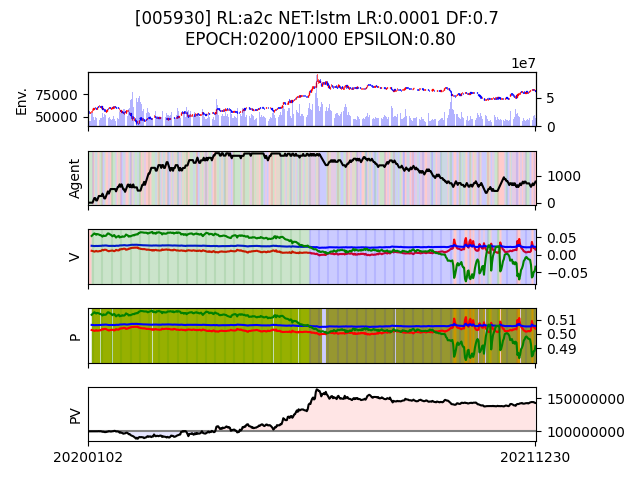 [005930] RL:a2c NET:lstm LR:0.0001 DF:0.7
EPOCH:0200/1000 EPSILON:0.80
1e7
Env.
75000
50000
5
0
Agent
1000
0
V
0.05
0.00
−0.05
P
0.51
0.50
0.49
PV
150000000
100000000
20200102
20211230